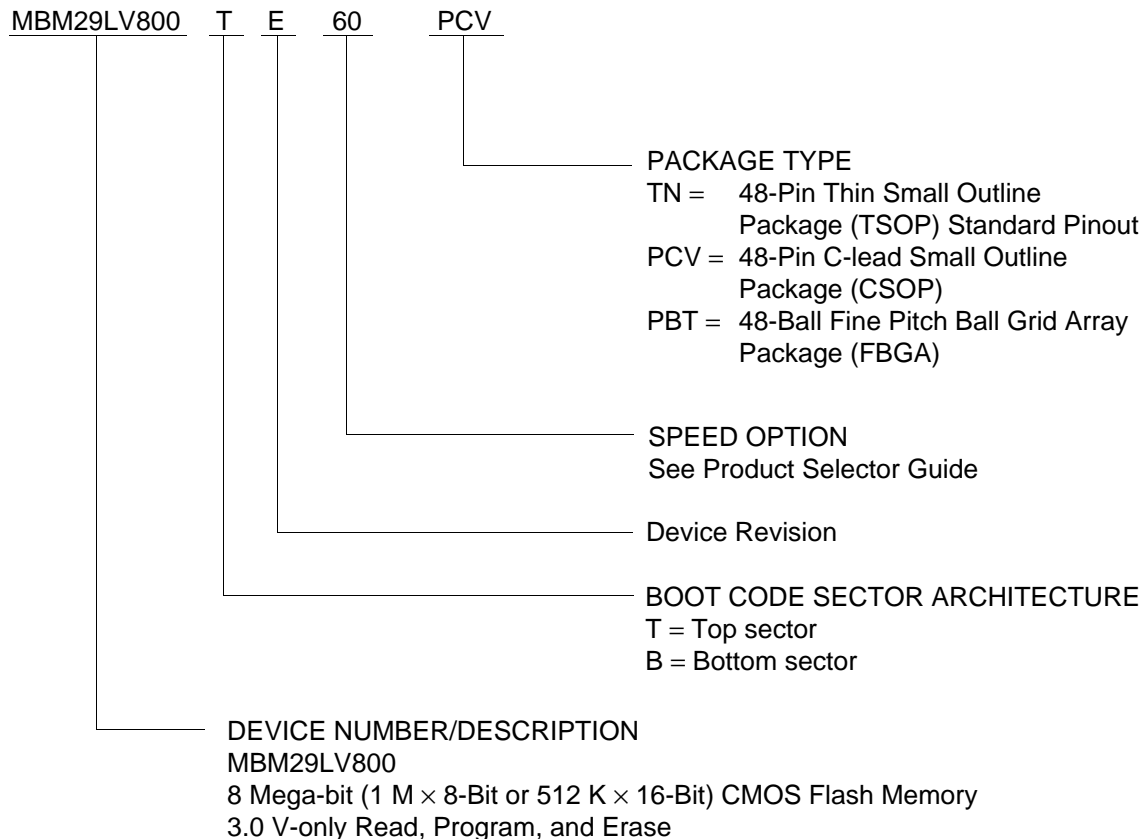 MBM29LV800 T E 60 PCV
PACKAGE TYPE
TN = 48-Pin Thin Small Outline
Package (TSOP) Standard Pinout
PCV = 48-Pin C-lead Small Outline
Package (CSOP)
PBT = 48-Ball Fine Pitch Ball Grid Array
Package (FBGA)
SPEED OPTION
See Product Selector Guide
Device Revision
BOOT CODE SECTOR ARCHITECTURE
T = Top sector
B = Bottom sector
DEVICE NUMBER/DESCRIPTION
MBM29LV800
8 Mega-bit (1 M × 8-Bit or 512 K × 16-Bit) CMOS Flash Memory
3.0 V-only Read, Program, and Erase